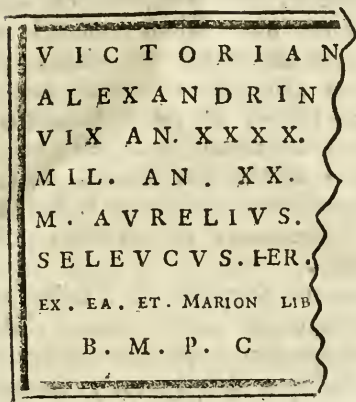 VICTORIAN
ALEXANDRIN
VIX AN. XXXX.
MIL. AN. XX.
M. AVRELIVS.
SELEVCVS. HER.
EX. EA. ET. MARION LIB
B. M. P. C